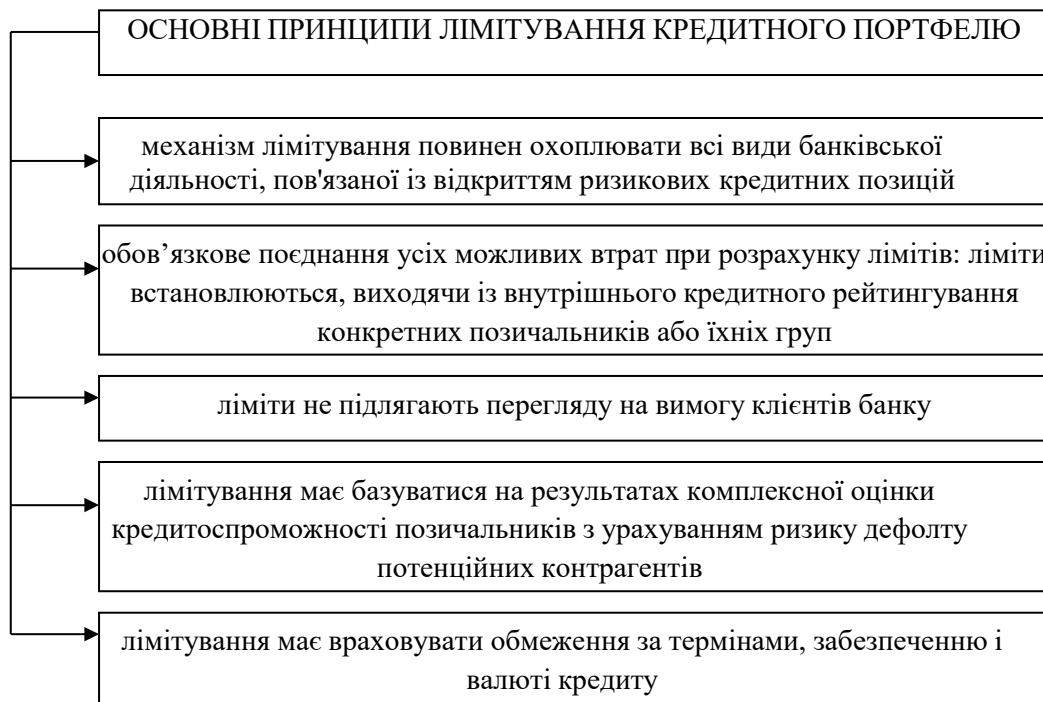 ОСНОВНІ ПРИНЦИПИ ЛІМІТУВАННЯ КРЕДИТНОГО ПОРТФЕЛЮ
механізм лімітування повинен охоплювати всі види банківської
діяльності, пов'язаної із відкриттям ризикових кредитних позицій
обов’язкове поєднання усіх можливих втрат при розрахунку лімітів: ліміти
встановлюються, виходячи із внутрішнього кредитного рейтингування
конкретних позичальників або їхніх груп
ліміти не підлягають перегляду на вимогу клієнтів банку
лімітування має базуватися на результатах комплексної оцінки
кредитоспроможності позичальників з урахуванням ризику дефолту
потенційних контрагентів
лімітування має враховувати обмеження за термінами, забезпеченню і
валюті кредиту